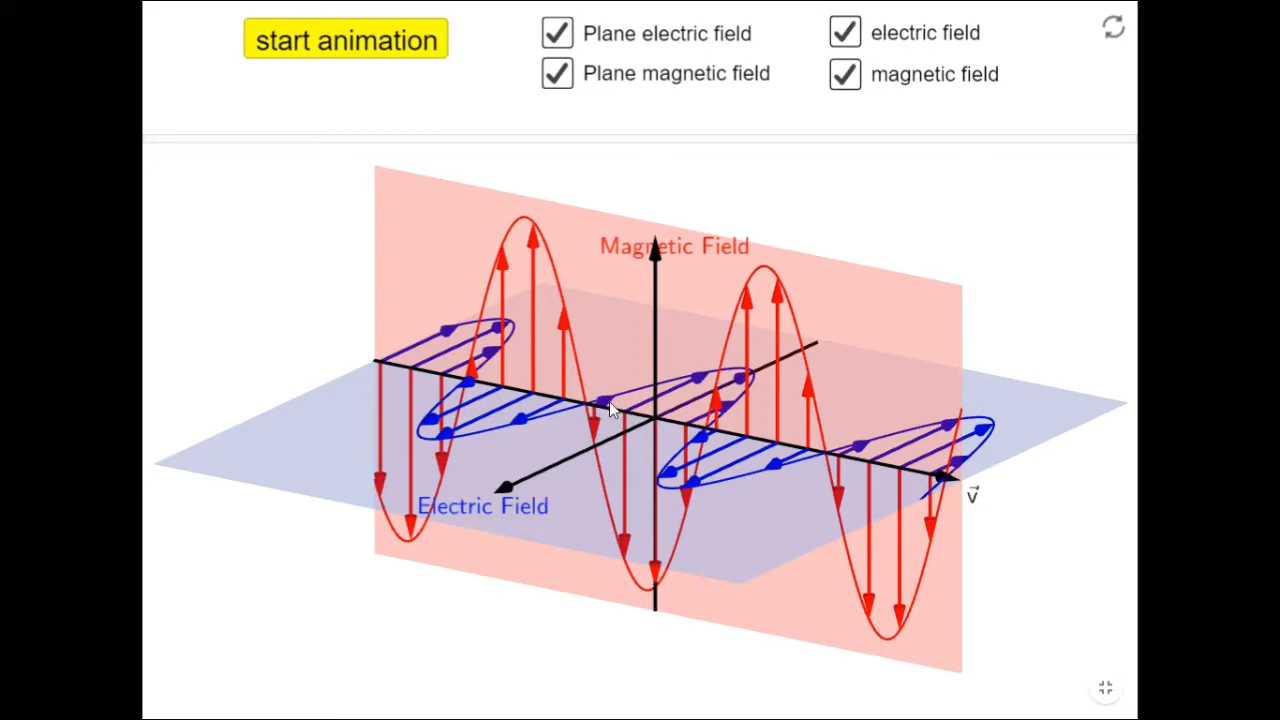 start animation
Plane electric field
electric field
Plane magnetic field
magnetic field
Magnetic Field
Electric Field
v⃗